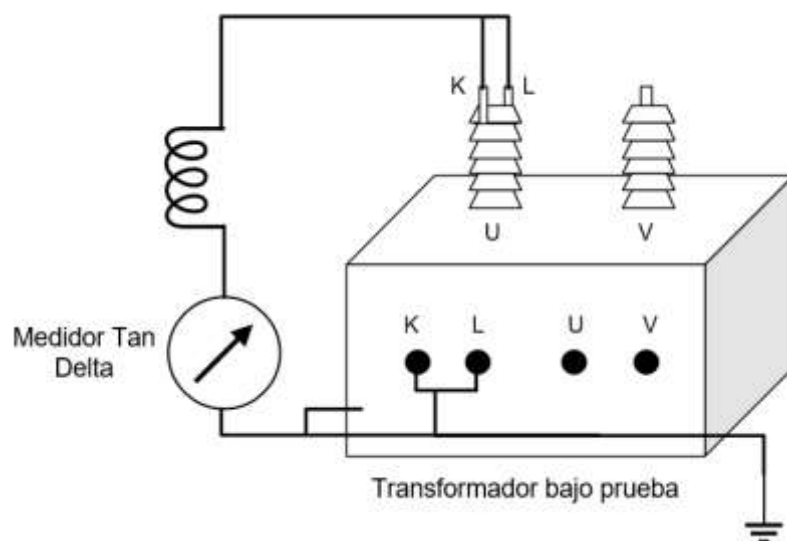 K L
U V
K L U V
Medidor Tan
Delta
Transformador bajo prueba